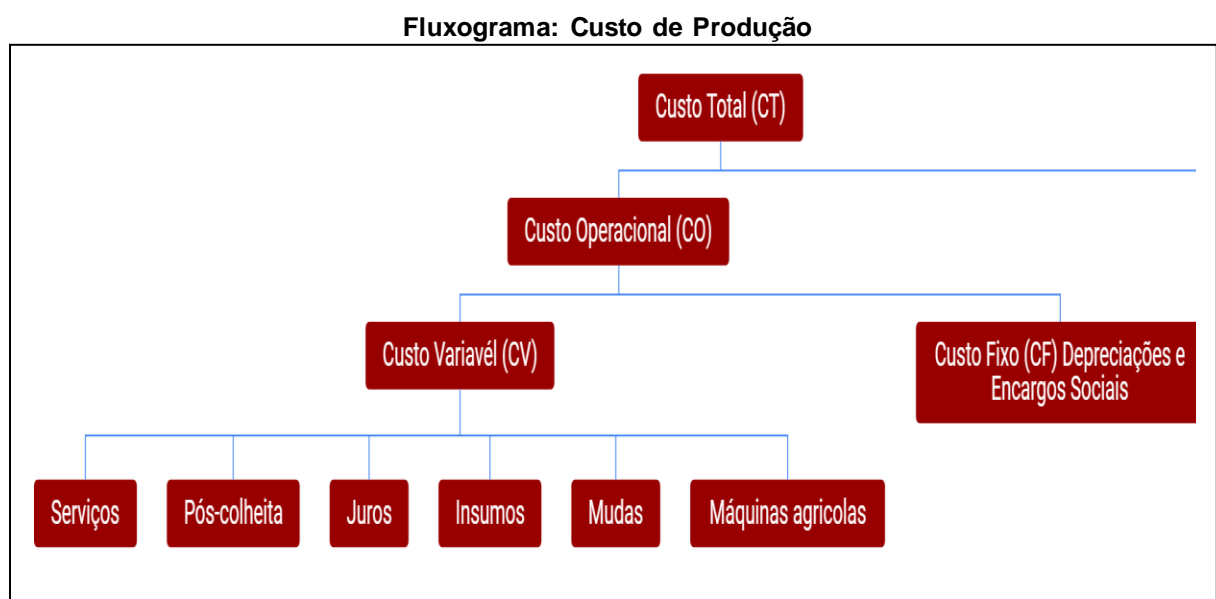 Fluxograma: Custo de Produção
Custo Total (CT)
Custo Operacional (CO)
Custo Variavél (CV)
Custo Fixo (CF) Depreciações e
Encargos Sociais
Serviços
Pós-colheita
Juros
Insumos
Mudas
Máquinas agricolas